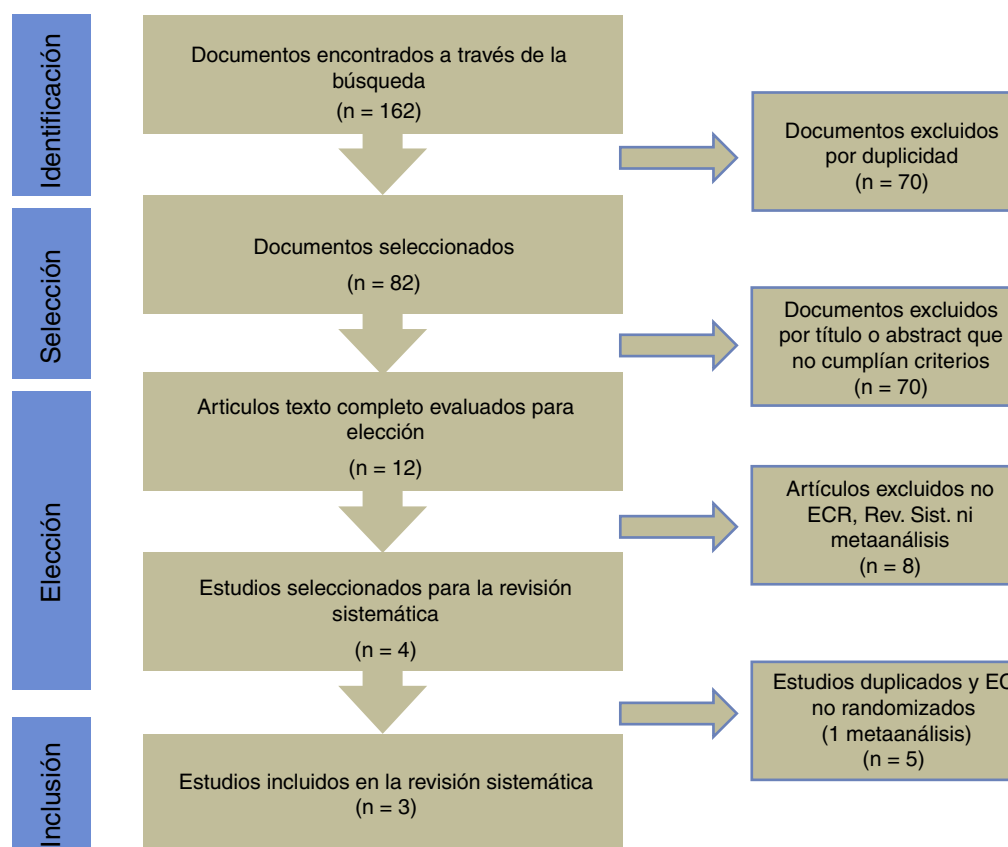 Identificación
Documentos encontrados a través de la
búsqueda
(n = 162)
Documentos excluidos
por duplicidad
(n = 70)
Selección
Documentos seleccionados
(n = 82)
Documentos excluidos
por título o abstract que
no cumplían criterios
(n = 70)
Elección
Articulos texto completo evaluados para
elección
(n = 12)
Artículos excluidos no
ECR, Rev. Sist. ni
metaanálisis
(n = 8)
Estudios seleccionados para la revisión
sistemática
(n = 4)
Estudios duplicados y
no randomizados
(1 metaanálisis)
(n = 5)
Inclusión
Estudios incluidos en la revisión sistemática
(n = 3)